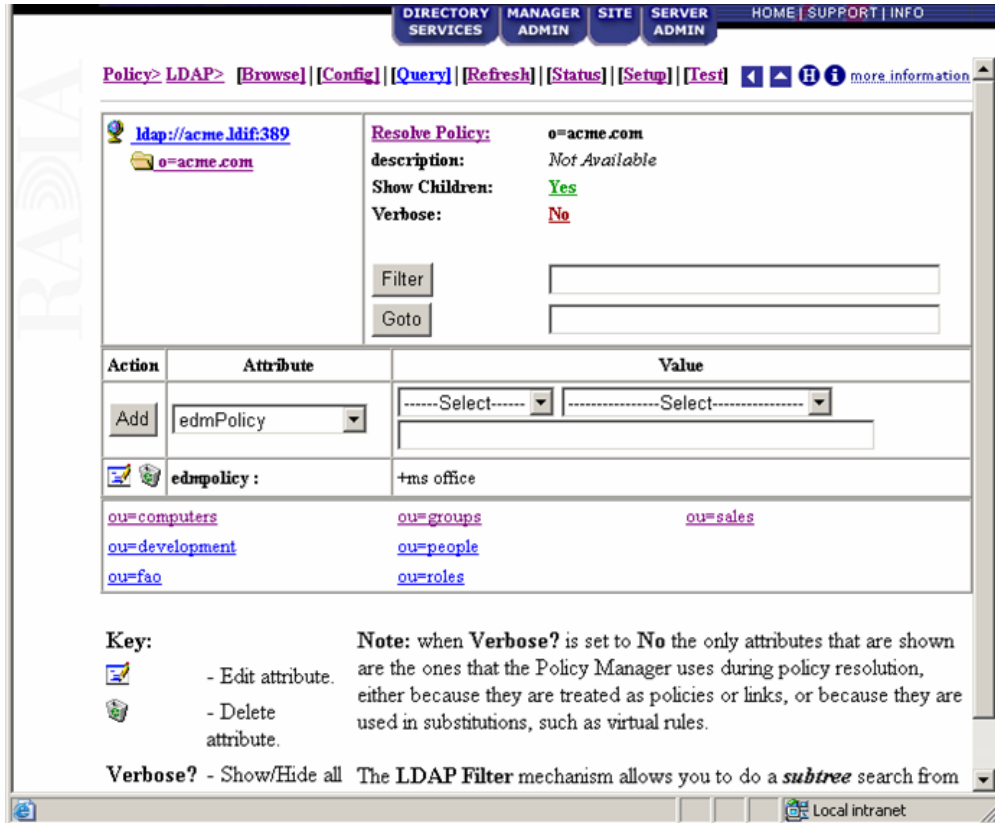 DIRECTORY SERVICES
MANAGER ADMIN
SITE
SERVER ADMIN
HOME | SUPPORT | INFO
RADIA
Policy> LDAP> [Browse] | [Config] | [Query] | [Refresh] | [Status] | [Setup] | [Test] H i more information
ldap://acme.ldif:389
o=acme.com
Resolve Policy: o=acme.com
description: Not Available
Show Children: Yes
Verbose: No
Filter
Goto
Action Attribute Value
Add edmPolicy ------Select------ ----------------Select----------------
edmpolicy : +ms office
ou=computers ou=groups ou=sales
ou=development ou=people
ou=fao ou=roles
Key:
- Edit attribute.
- Delete
attribute.
Verbose? - Show/Hide all
Note: when Verbose? is set to No the only attributes that are shown
are the ones that the Policy Manager uses during policy resolution,
either because they are treated as policies or links, or because they are
used in substitutions, such as virtual rules.
The LDAP Filter mechanism allows you to do a subtree search from
Local intranet